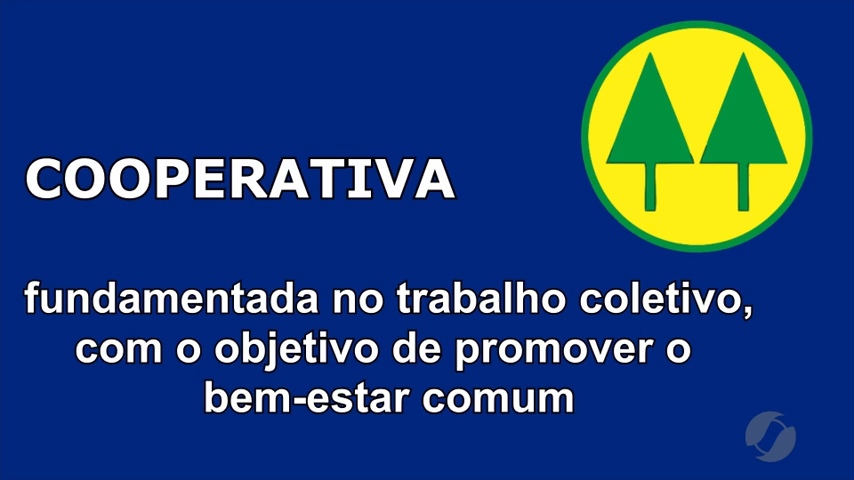 COOPERATIVA
fundamentada no trabalho coletivo,
com o objetivo de promover o
bem-estar comum